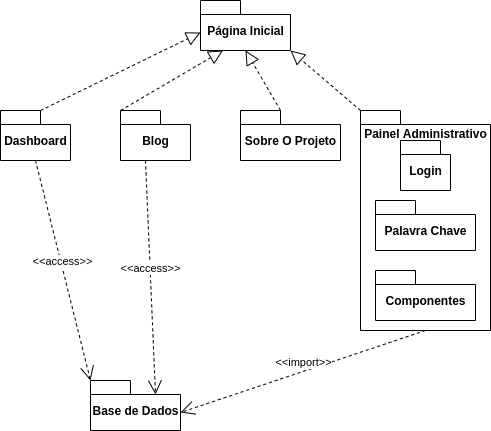 Página Inicial
Dashboard
Blog
Sobre O Projeto
Painel Administrativo
Login
Palavra Chave
Componentes
<<access>>
<<access>>
<<import>>
Base de Dados